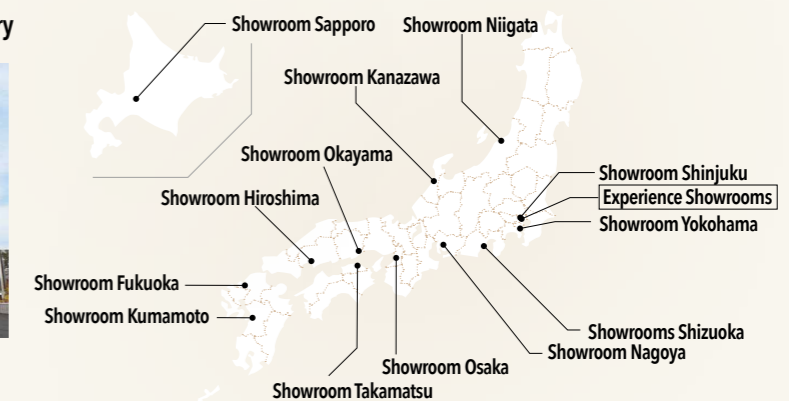 ry
Showroom Sapporo
Showroom Niigata
Showroom Kanazawa
Showroom Okayama
Showroom Shinjuku
Showroom Hiroshima
Experience Showrooms
Showroom Yokohama
Showroom Fukuoka
Showroom Kumamoto
Showrooms Shizuoka
Showroom Nagoya
Showroom Osaka
Showroom Takamatsu